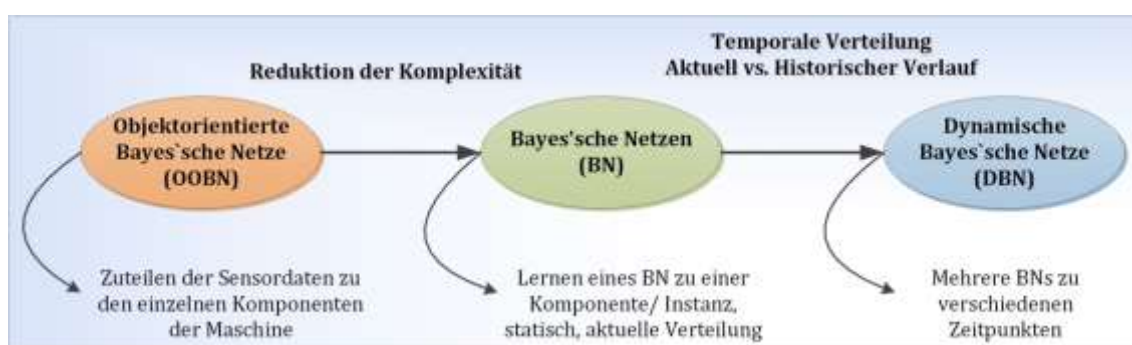 Temporale Verteilung
Reduktion der Komplexität
Aktuell vs. Historischer Verlauf
Objektorientierte
Bayes`sche Netze
(OOBN)
Bayes'sche Netzen
(BN)
Dynamische
Bayes`sche Netze
(DBN)
Zuteilen der Sensordaten zu
den einzelnen Komponenten
der Maschine
Lernen eines BN zu einer
Komponente/ Instanz,
statisch, aktuelle Verteilung
Mehrere BNs zu
verschiedenen
Zeitpunkten